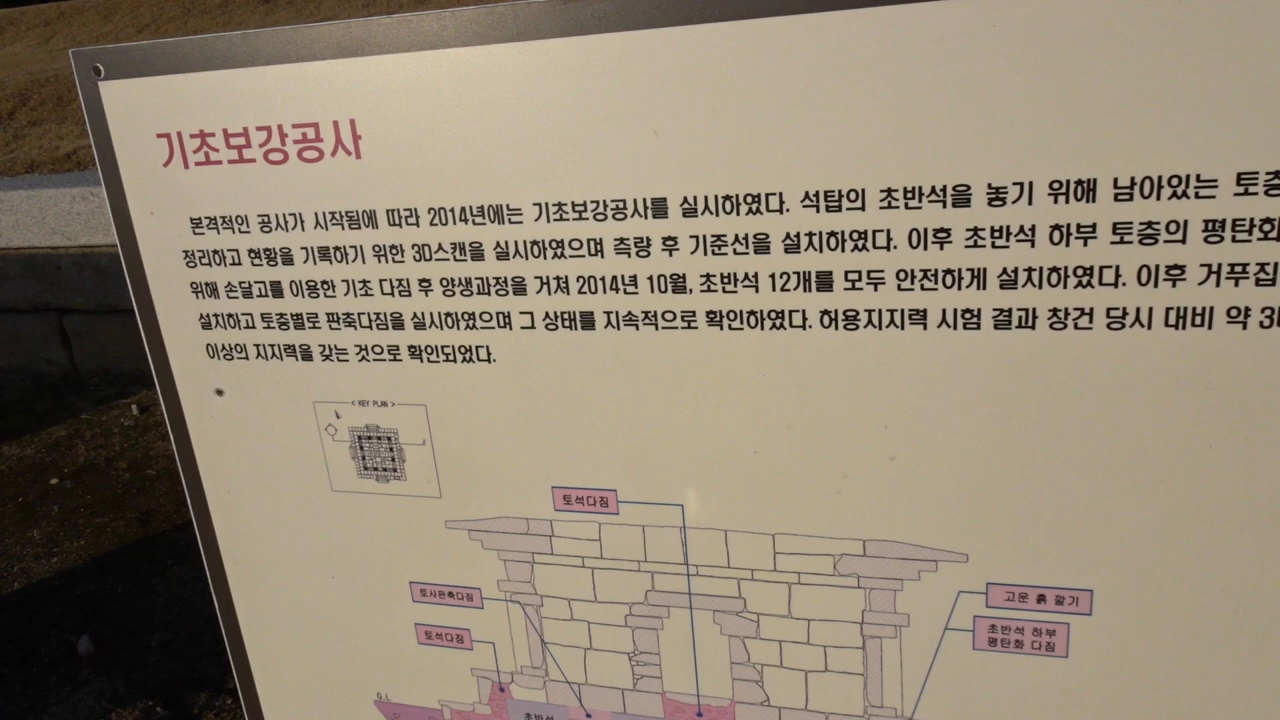 기초보강공사
본격적인 공사가 시작됨에 따라 2014년에는 기초보강공사를 실시하였다. 석탑의 초반석을 놓기 위해 남아있는
정리하고 현황을 기록하기 위한 3D스캔을 실시하였으며 측량 후 기준선을 설치하였다. 이후 초반석 하부 토층의 평탄화
위해 손달고를 이용한 기초 다짐 후 양생과정을 거쳐 2014년 10월, 초반석 12개를 모두 안전하게 설치하였다. 이후 거푸집
설치하고 토층별로 판축다짐을 실시하였으며 그 상태를 지속적으로 확인하였다. 허용지지력 시험 결과 창건 당시 대비 약
이상의 지지력을 갖는 것으로 확인되었다.
< KEY PLAN >
토석다짐
토사판축다짐
고운 흙 깔기
토석다짐
초반석 하부
평탄화 다짐
G.L
초반석